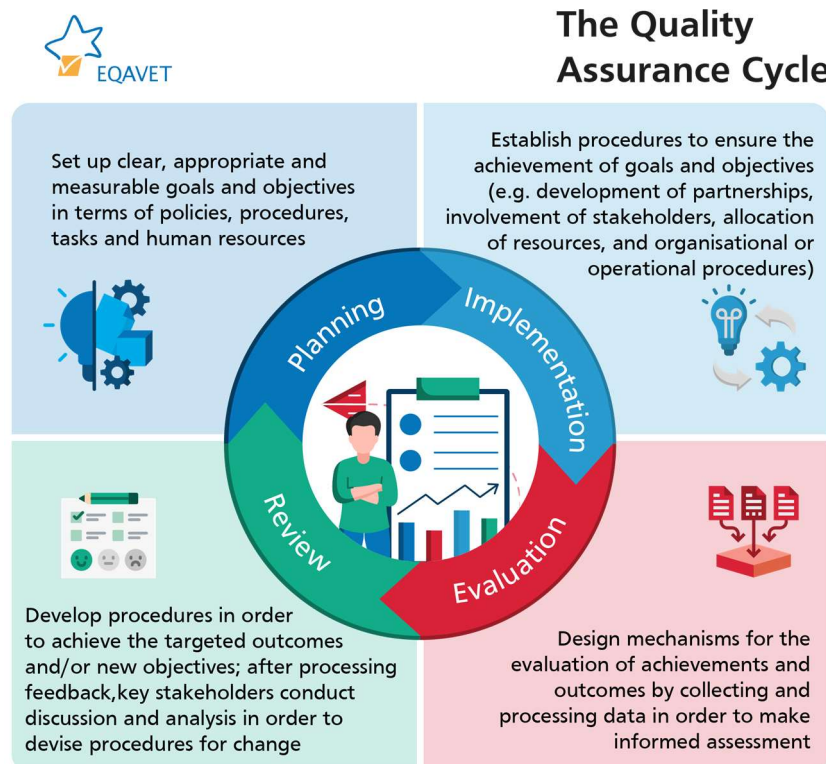 EQAVET
The Quality
Assurance Cycle
Set up clear, appropriate and
measurable goals and objectives
in terms of policies, procedures,
tasks and human resources
Establish procedures to ensure the
achievement of goals and objectives
(e.g. development of partnerships,
involvement of stakeholders, allocation
of resources, and organisational or
operational procedures)
Planning
Implementation
Review
Evaluation
Develop procedures in order
to achieve the targeted outcomes
and/or new objectives; after processing
feedback,key stakeholders conduct
discussion and analysis in order to
devise procedures for change
Design mechanisms for the
evaluation of achievements and
outcomes by collecting and
processing data in order to make
informed assessment